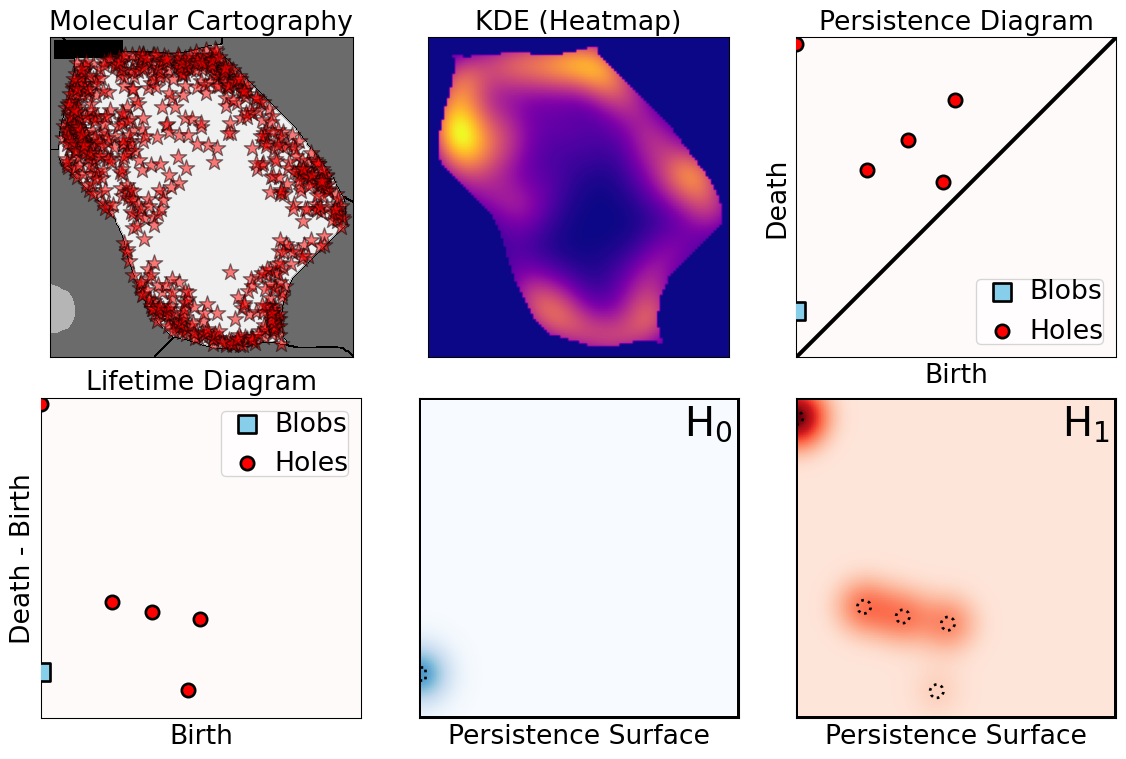 Molecular Cartography
KDE (Heatmap)
Persistence Diagram
Death
Blobs
Holes
Birth
Lifetime Diagram
Death - Birth
Blobs
Holes
Birth
H₀
Persistence Surface
H₁
Persistence Surface